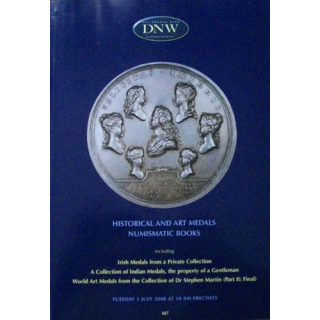 DNW
HISTORICAL AND ART MEDALS
NUMISMATIC BOOKS
including
Irish Medals from a Private Collection
A Collection of Indian Medals, the property of a Gentleman
World Art Medals from the Collection of Dr Stephen Martin (Part II: Final)
TUESDAY 1 JULY 2008 AT 10 AM PRECISELY